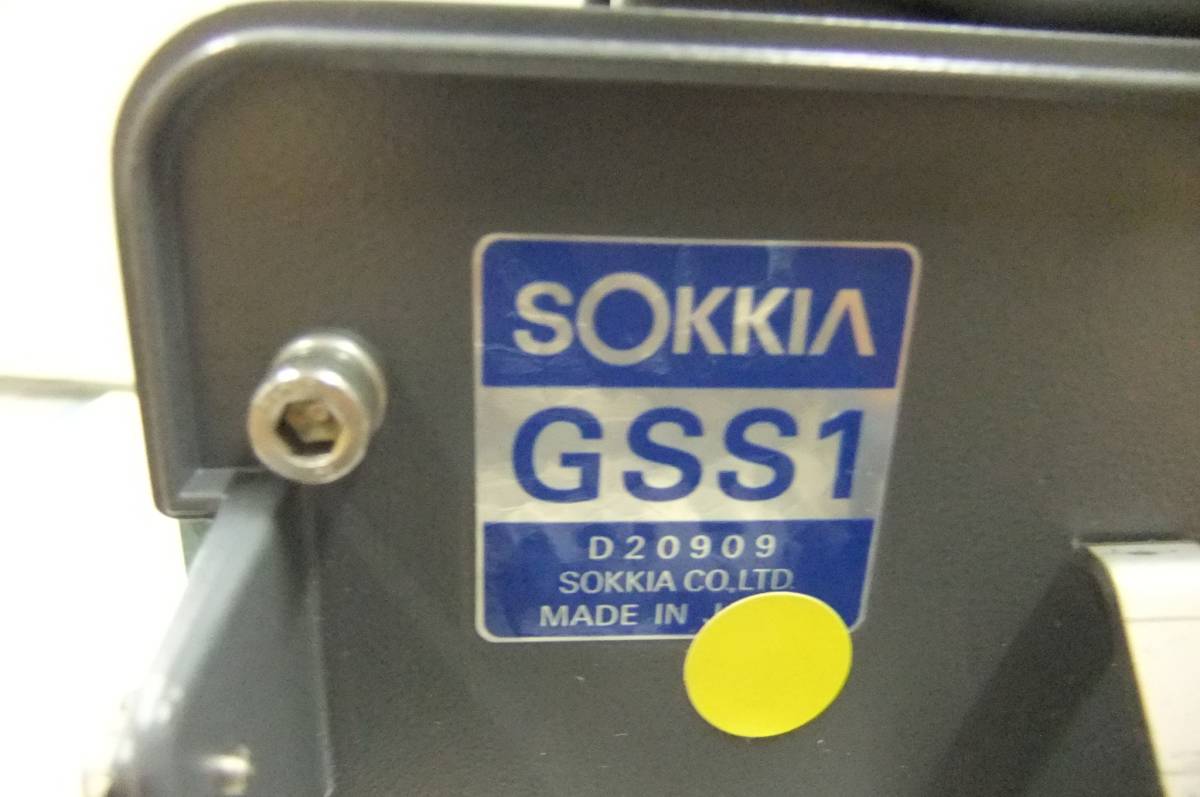 SOKKIA
GSS1
D20909
SOKKIA CO.,LTD.
MADE IN